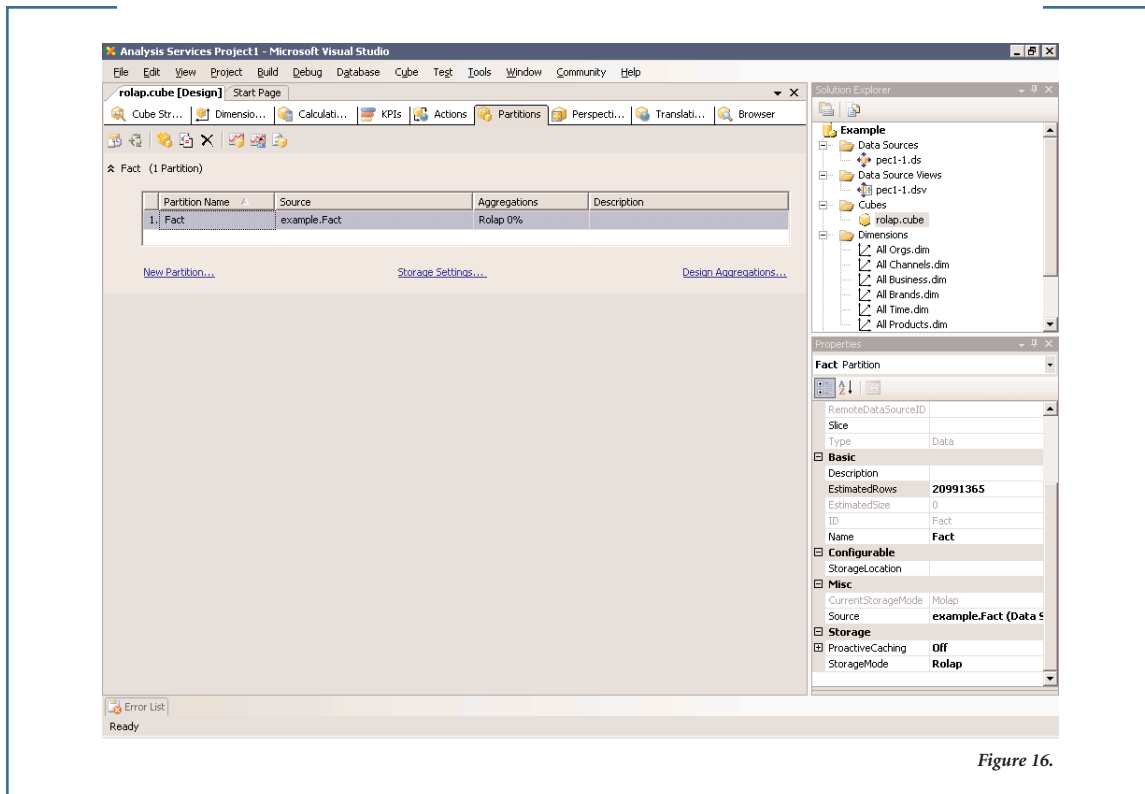 Analysis Services Project1 - Microsoft Visual Studio
File Edit View Project Build Debug Database Cube Test Tools Window Community Help
rolap.cube [Design] Start Page
Cube Str... Dimensio... Calculati... KPIs Actions Partitions Perspecti... Translati... Browser
Fact (1 Partition)
Partition Name Source Aggregations Description
1. Fact example.Fact Rolap 0%
New Partition... Storage Settings... Design Aggregations...
Solution Explorer
Example
Data Sources
pec1-1.ds
Data Source Views
pec1-1.dsv
Cubes
rolap.cube
Dimensions
All Orgs.dim
All Channels.dim
All Business.dim
All Brands.dim
All Time.dim
All Products.dim
Properties
Fact Partition
RemoteDataSourceID
Slice
Type Data
Basic
Description
EstimatedRows 20991365
EstimatedSize 0
ID Fact
Name Fact
Configurable
StorageLocation
Misc
CurrentStorageMode Molap
Source example.Fact (Data S
Storage
ProactiveCaching Off
StorageMode Rolap
Error List
Ready
Figure 16.